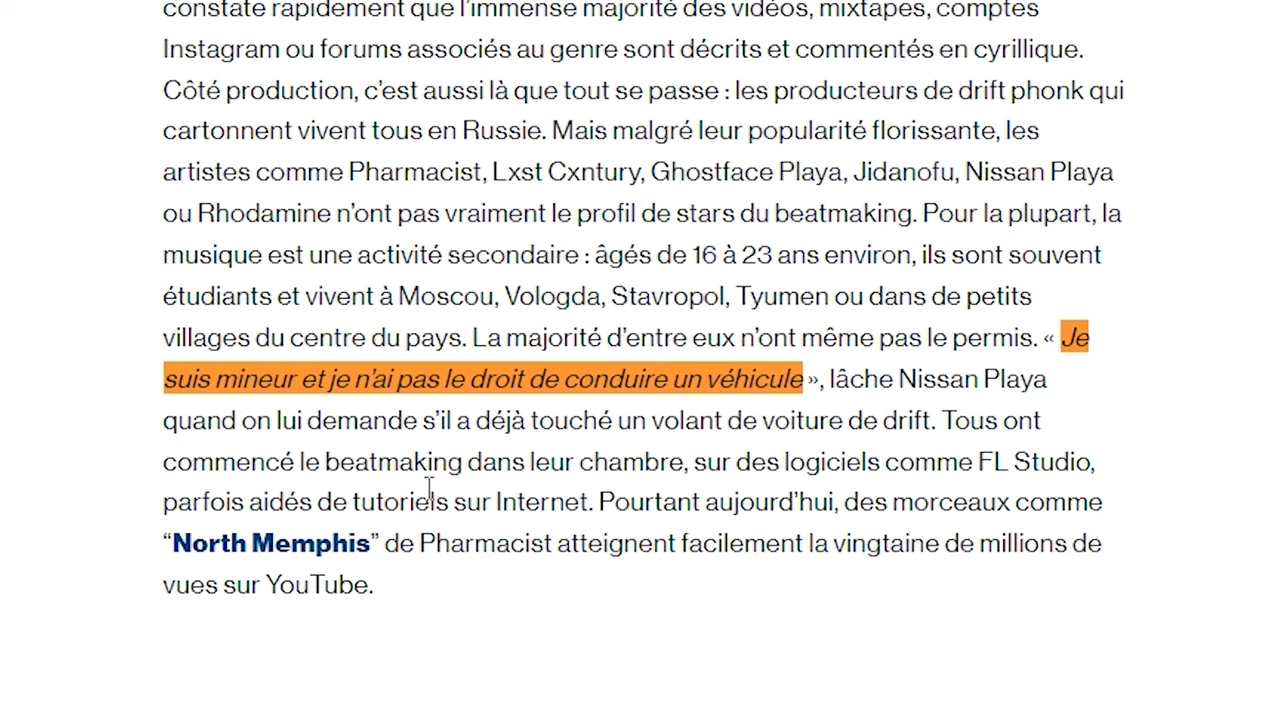 constate rapidement que l’immense majorité des vidéos, mixtapes, comptes
Instagram ou forums associés au genre sont décrits et commentés en cyrillique.
Côté production, c’est aussi là que tout se passe : les producteurs de drift phonk qui
cartonnent vivent tous en Russie. Mais malgré leur popularité florissante, les
artistes comme Pharmacist, Lxst Cxntury, Ghostface Playa, Jidanofu, Nissan Playa
ou Rhodamine n’ont pas vraiment le profil de stars du beatmaking. Pour la plupart, la
musique est une activité secondaire : âgés de 16 à 23 ans environ, ils sont souvent
étudiants et vivent à Moscou, Vologda, Stavropol, Tyumen ou dans de petits
villages du centre du pays. La majorité d’entre eux n’ont même pas le permis. « Je
suis mineur et je n’ai pas le droit de conduire un véhicule », lâche Nissan Playa
quand on lui demande s’il a déjà touché un volant de voiture de drift. Tous ont
commencé le beatmaking dans leur chambre, sur des logiciels comme FL Studio,
parfois aidés de tutoriels sur Internet. Pourtant aujourd’hui, des morceaux comme
“North Memphis” de Pharmacist atteignent facilement la vingtaine de millions de
vues sur YouTube.